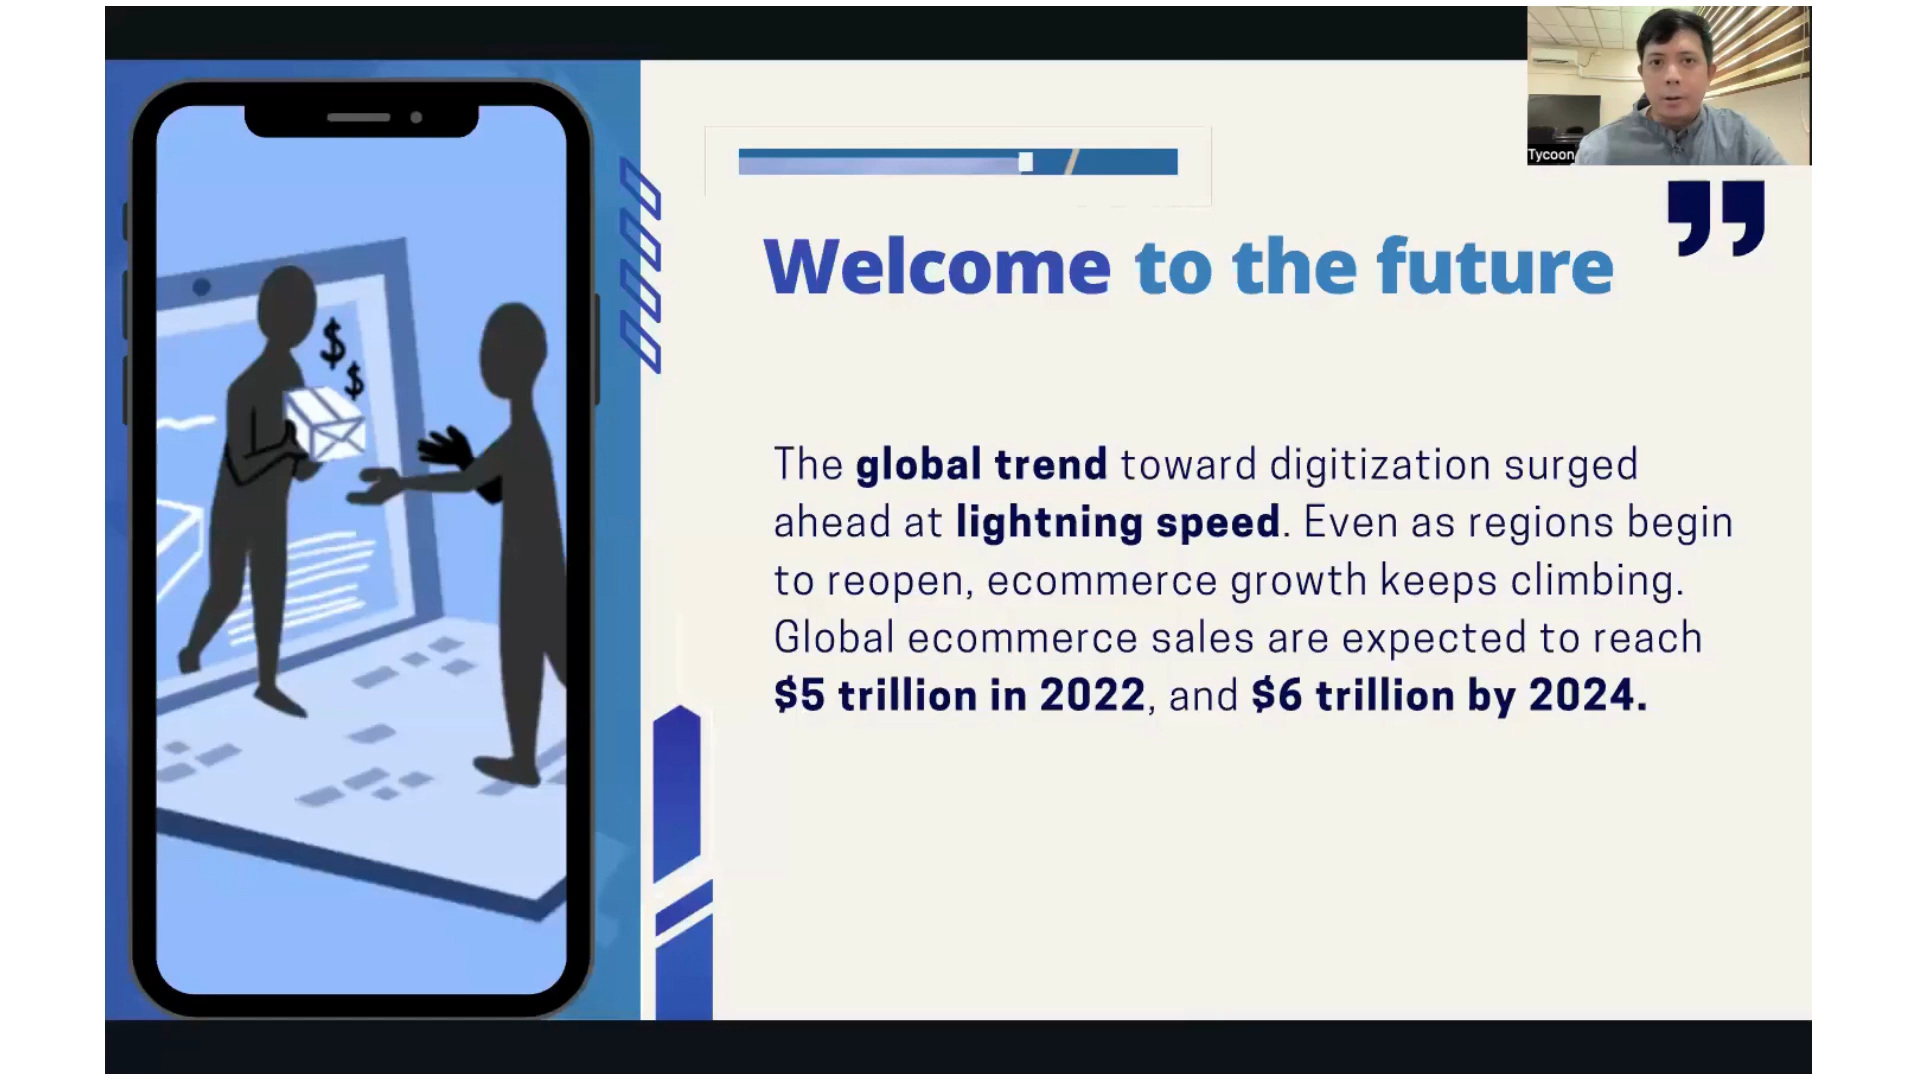 Tycoon
Welcome to the future
The global trend toward digitization surged
ahead at lightning speed. Even as regions begin
to reopen, ecommerce growth keeps climbing.
Global ecommerce sales are expected to reach
$5 trillion in 2022, and $6 trillion by 2024.
$
$